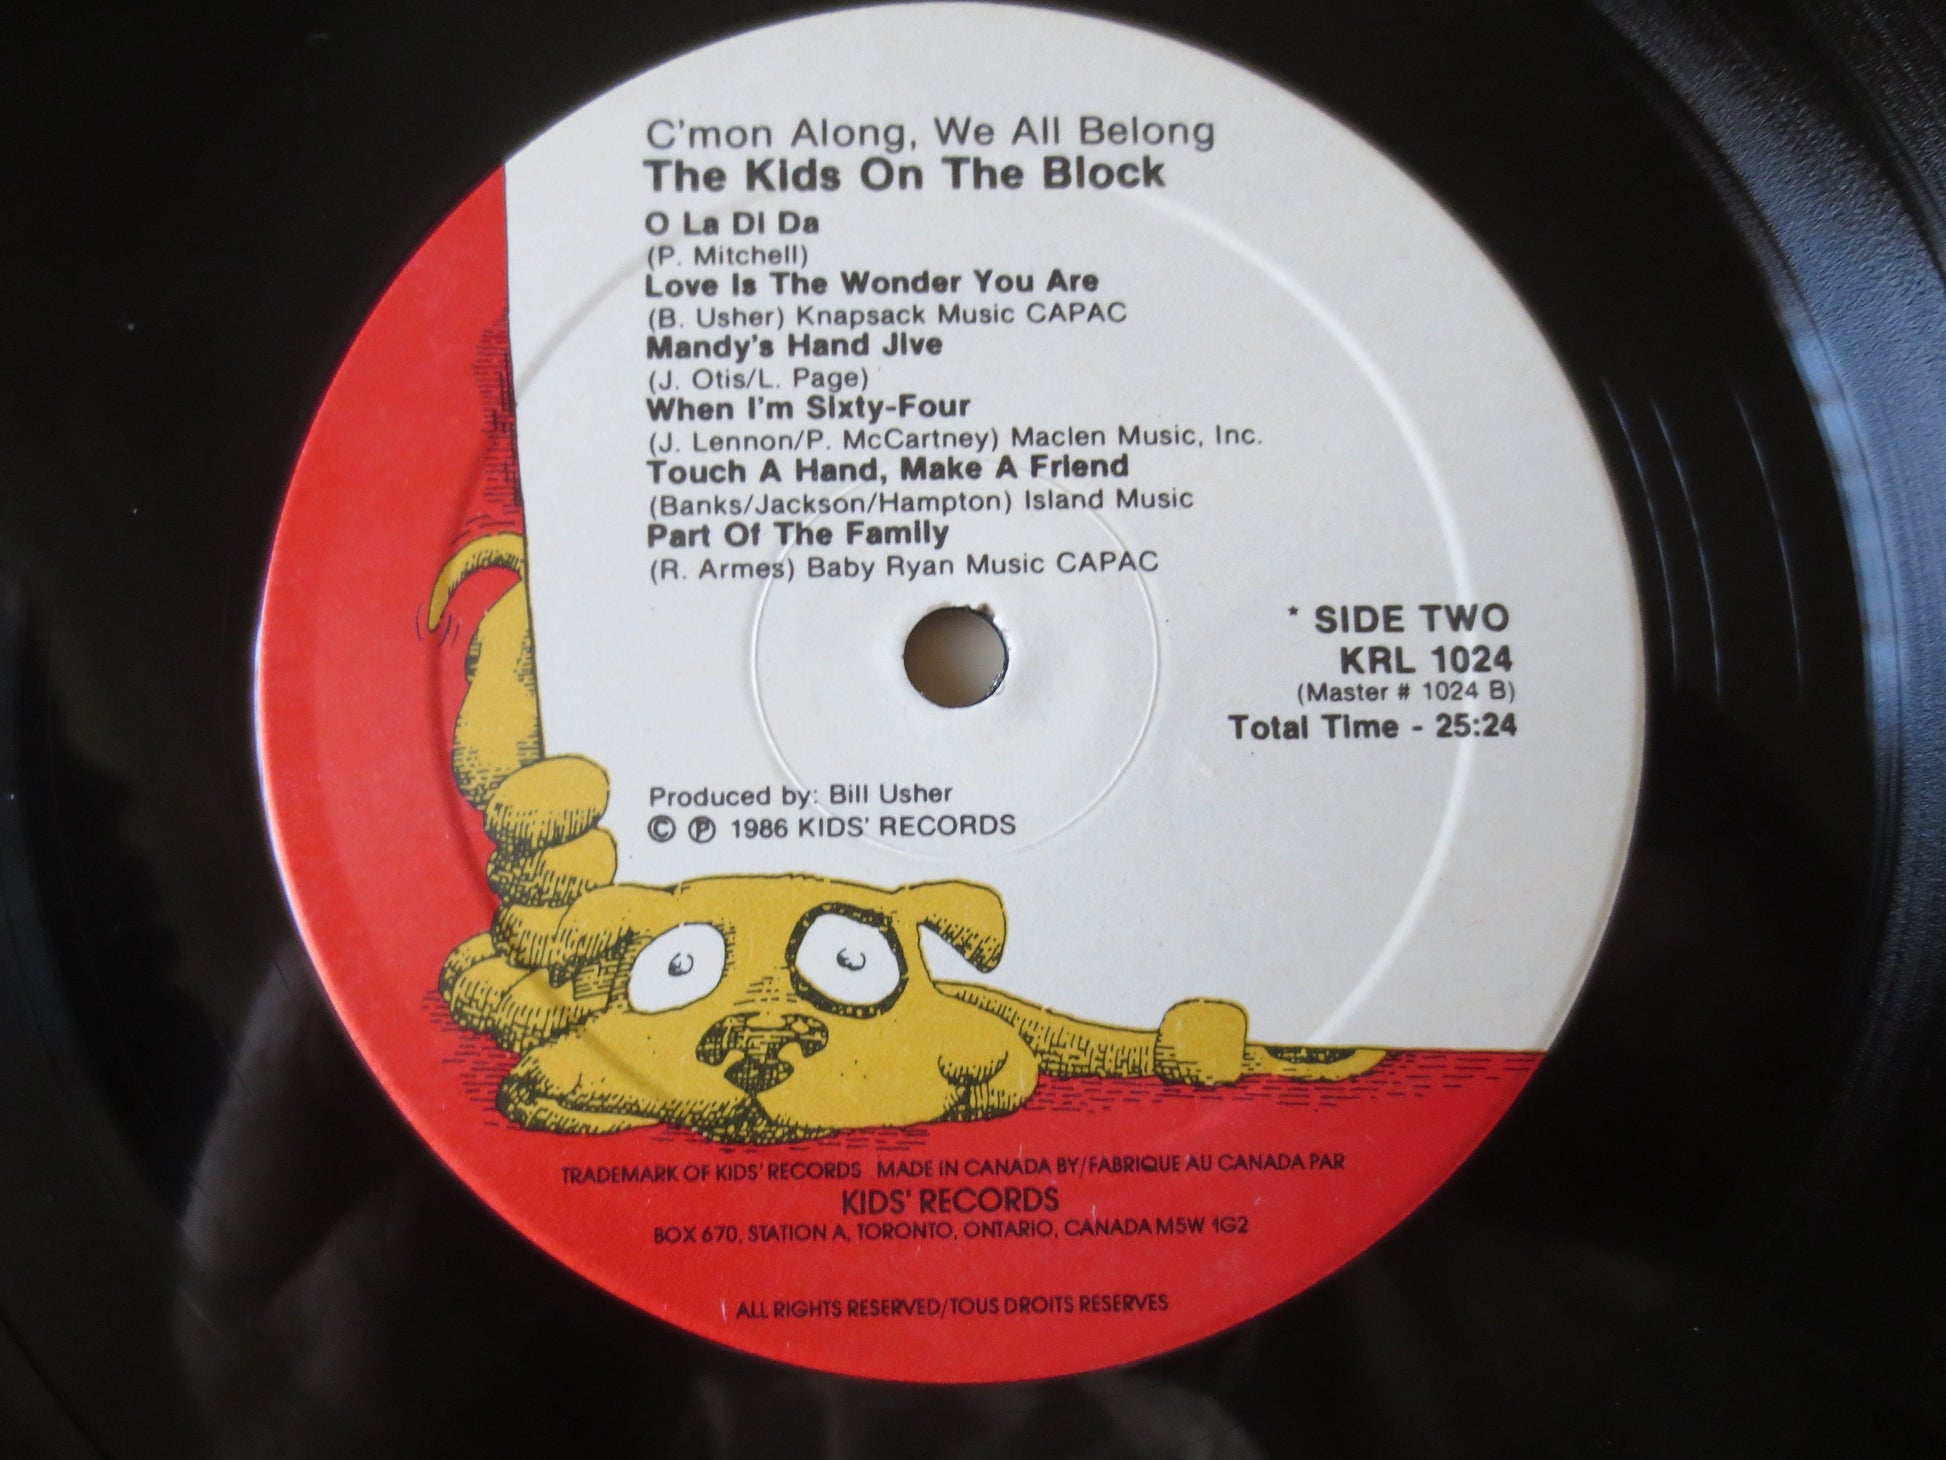 C'mon Along, We All Belong
The Kids On The Block
O La Di Da
(P. Mitchell)
Love Is The Wonder You Are
(B. Usher) Knapsack Music CAPAC
Mandy's Hand Jive
(J. Otis/L. Page)
When I'm Sixty-Four
(J. Lennon/P. McCartney) Maclen Music, Inc.
Touch A Hand, Make A Friend
(Banks/Jackson/Hampton) Island Music
Part Of The Family
(R. Armes) Baby Ryan Music CAPAC
* SIDE TWO
KRL 1024
(Master # 1024 B)
Total Time - 25:24
Produced by: Bill Usher
© ℗ 1986 KIDS' RECORDS
TRADEMARK OF KIDS' RECORDS MADE IN CANADA BY/FABRIQUE AU CANADA PAR
KIDS' RECORDS
BOX 670, STATION A, TORONTO, ONTARIO, CANADA M5W 1G2
ALL RIGHTS RESERVED/TOUS DROITS RESERVES